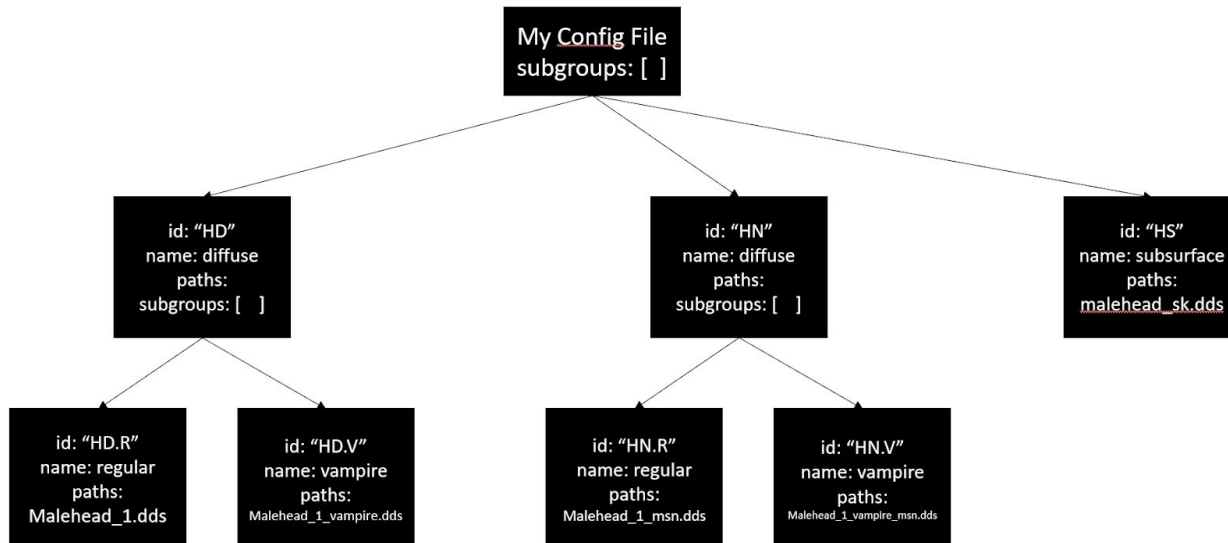 My Config File
subgroups: [ ]
id: “HD”
name: diffuse
paths:
subgroups: [ ]
id: “HN”
name: diffuse
paths:
subgroups: [ ]
id: “HS”
name: subsurface
paths:
malehead_sk.dds
id: “HD.R”
name: regular
paths:
Malehead_1.dds
id: “HD.V”
name: vampire
paths:
Malehead_1_vampire.dds
id: “HN.R”
name: regular
paths:
Malehead_1_msn.dds
id: “HN.V”
name: vampire
paths:
Malehead_1_vampire_msn.dds